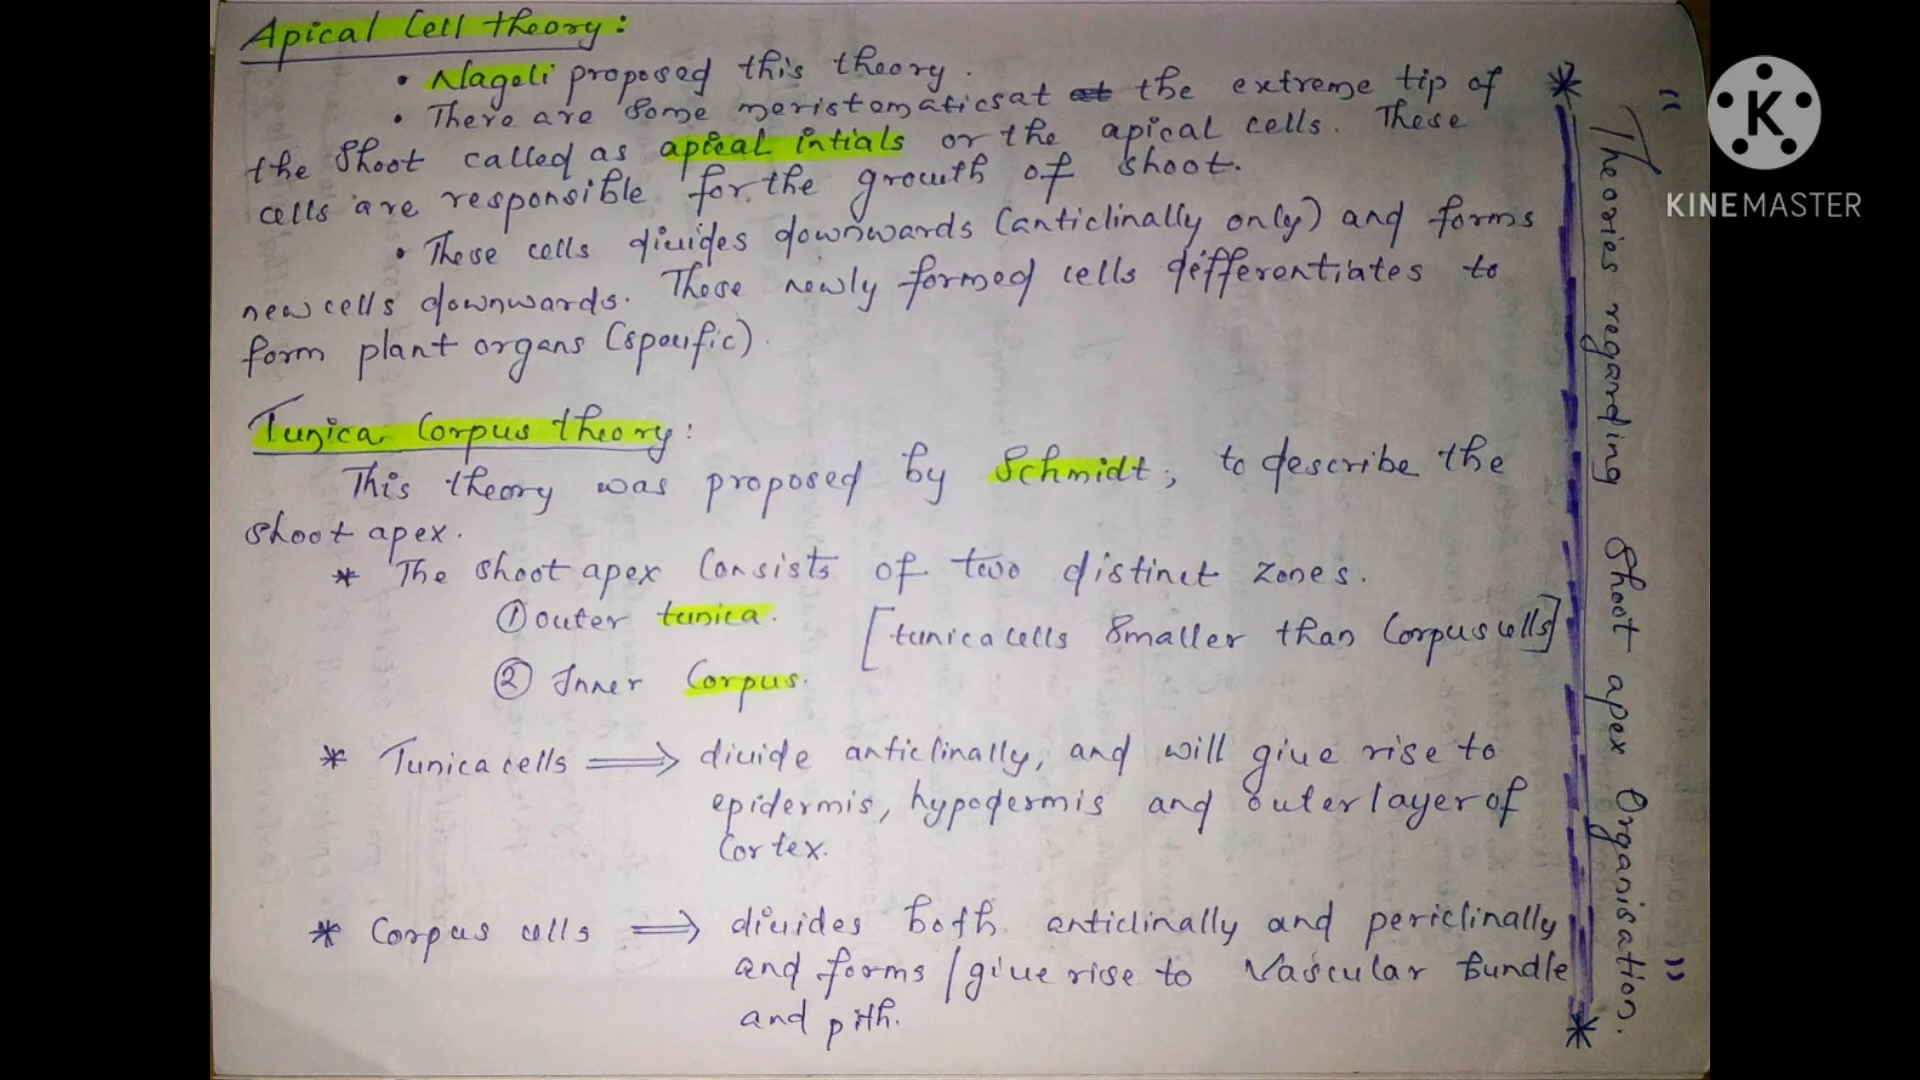 Apical Cell theory:
• Nageli proposed this theory.
• There are some meristematicsat at the extreme tip of
the Shoot called as apical intials or the apical cells. These
cells are responsible for the growth of shoot.
• These cells divides downwards (anticlinally only) and forms
new cells downwards. These newly formed cells differentiates to
form plant organs (specific).
Tunica Corpus theory:
This theory was proposed by Schmidt, to describe the
shoot apex.
* The shoot apex Consists of two distinct zones.
① outer tunica.
[tunica cells Smaller than Corpus cells]
② Inner Corpus.
* Tunica cells ⟹ divide anticlinally, and will give rise to
epidermis, hypodermis and outer layer of
Cortex.
* Corpus cells ⟹ divides both anticlinally and periclinally
and forms / give rise to Vascular Bundle
and pith.
" Theories regarding Shoot apex Organisation. "
K
KINEMASTER